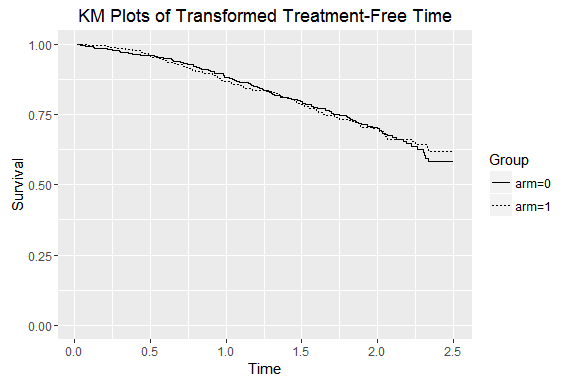 KM Plots of Transformed Treatment-Free Time
1.00
0.75
0.50
0.25
0.00
Survival
0.0
0.5
1.0
1.5
2.0
2.5
Time
Group
arm=0
arm=1